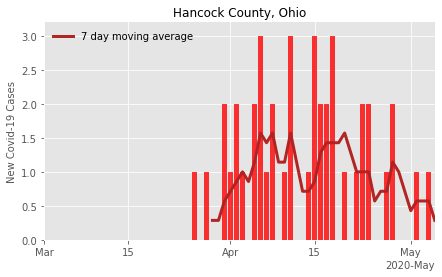 Hancock County, Ohio
7 day moving average
New Covid-19 Cases
3.0
2.5
2.0
1.5
1.0
0.5
0.0
Mar 15 Apr 15 May
2020-May